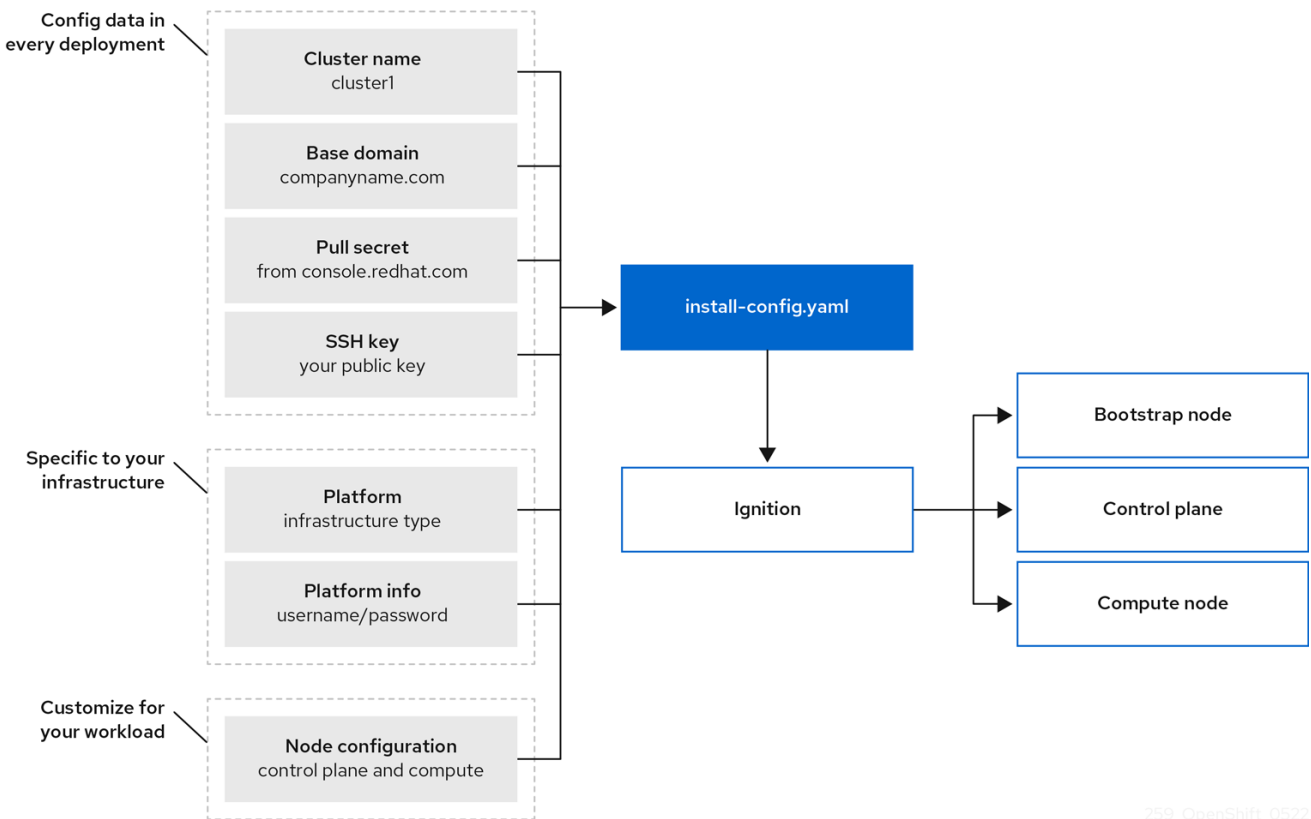 Config data in
every deployment
Cluster name
cluster1
Base domain
companyname.com
Pull secret
from console.redhat.com
SSH key
your public key
install-config.yaml
Specific to your
infrastructure
Platform
infrastructure type
Platform info
username/password
Ignition
Bootstrap node
Control plane
Compute node
Customize for
your workload
Node configuration
control plane and compute
259_OpenShift_0522